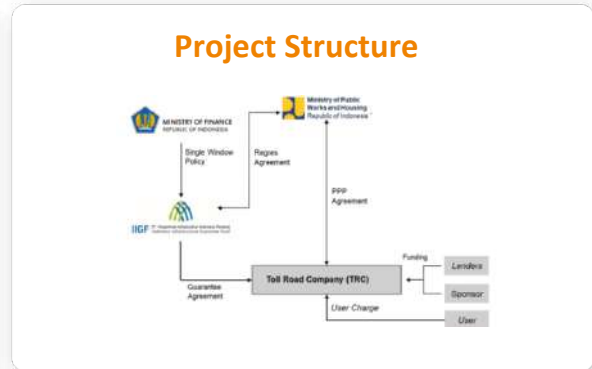 Project Structure
Ministry of Public
Works and Housing
Republic of Indonesia
MINISTRY OF FINANCE
REPUBLIC OF INDONESIA
Single Window
Policy
Regres
Agreement
PPP
Agreement
IIGF
Guarantee
Agreement
Toll Road Company (TRC)
Funding
Lenders
Sponsor
User Charge
User